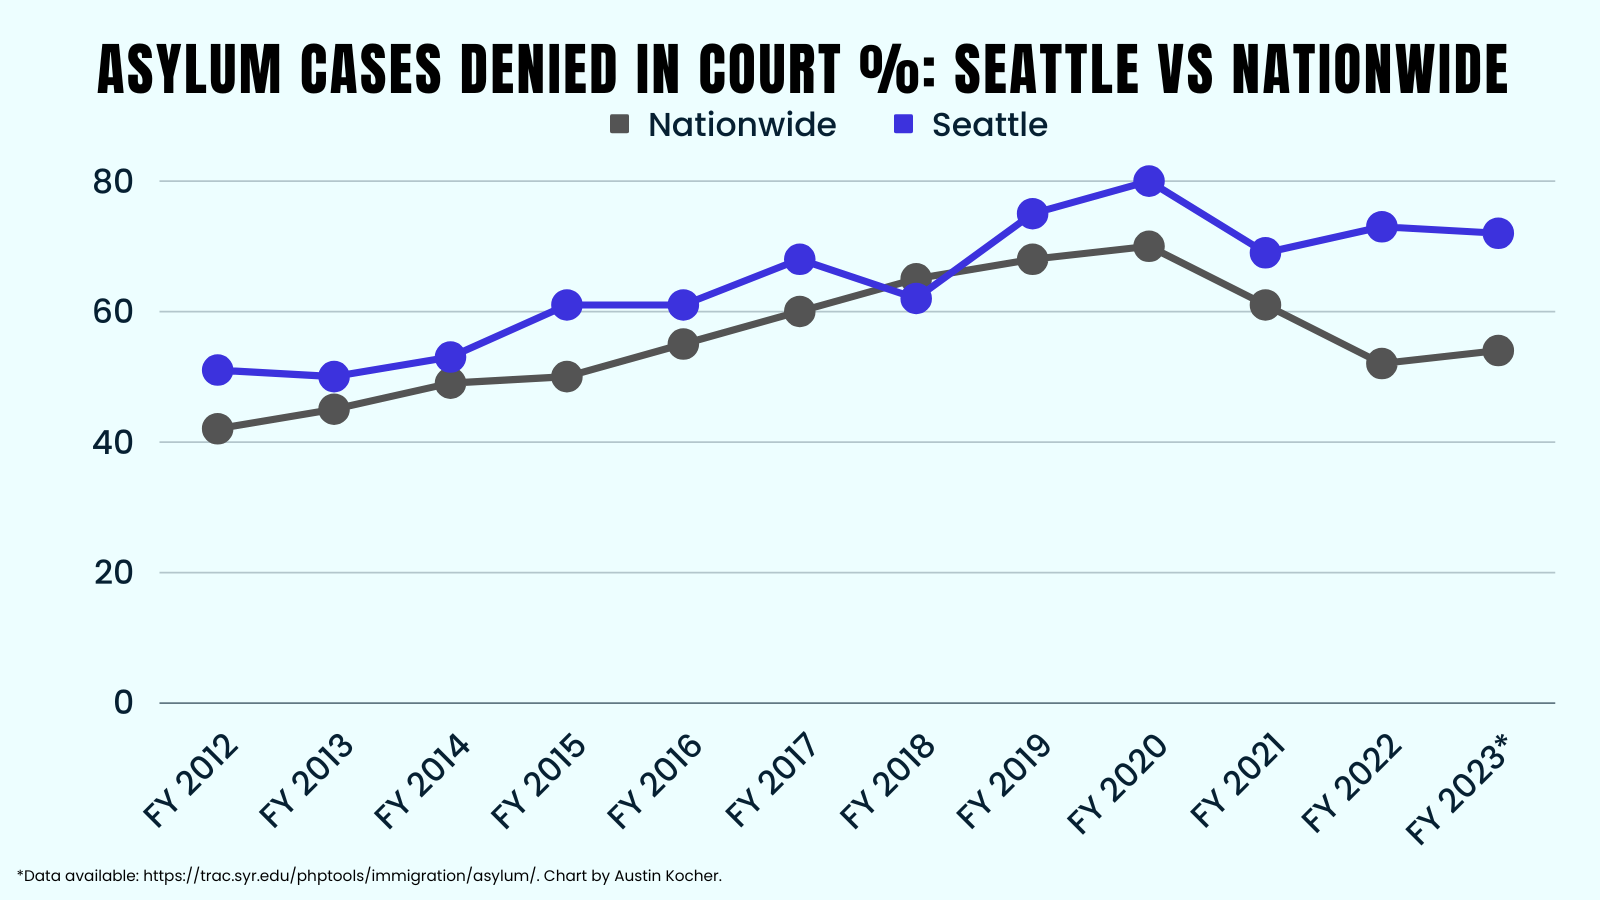 ASYLUM CASES DENIED IN COURT %: SEATTLE VS NATIONWIDE
Nationwide Seattle
80
60
40
20
0
FY 2012 FY 2013 FY 2014 FY 2015 FY 2016 FY 2017 FY 2018 FY 2019 FY 2020 FY 2021 FY 2022 FY 2023*
*Data available: https://trac.syr.edu/phptools/immigration/asylum/. Chart by Austin Kocher.